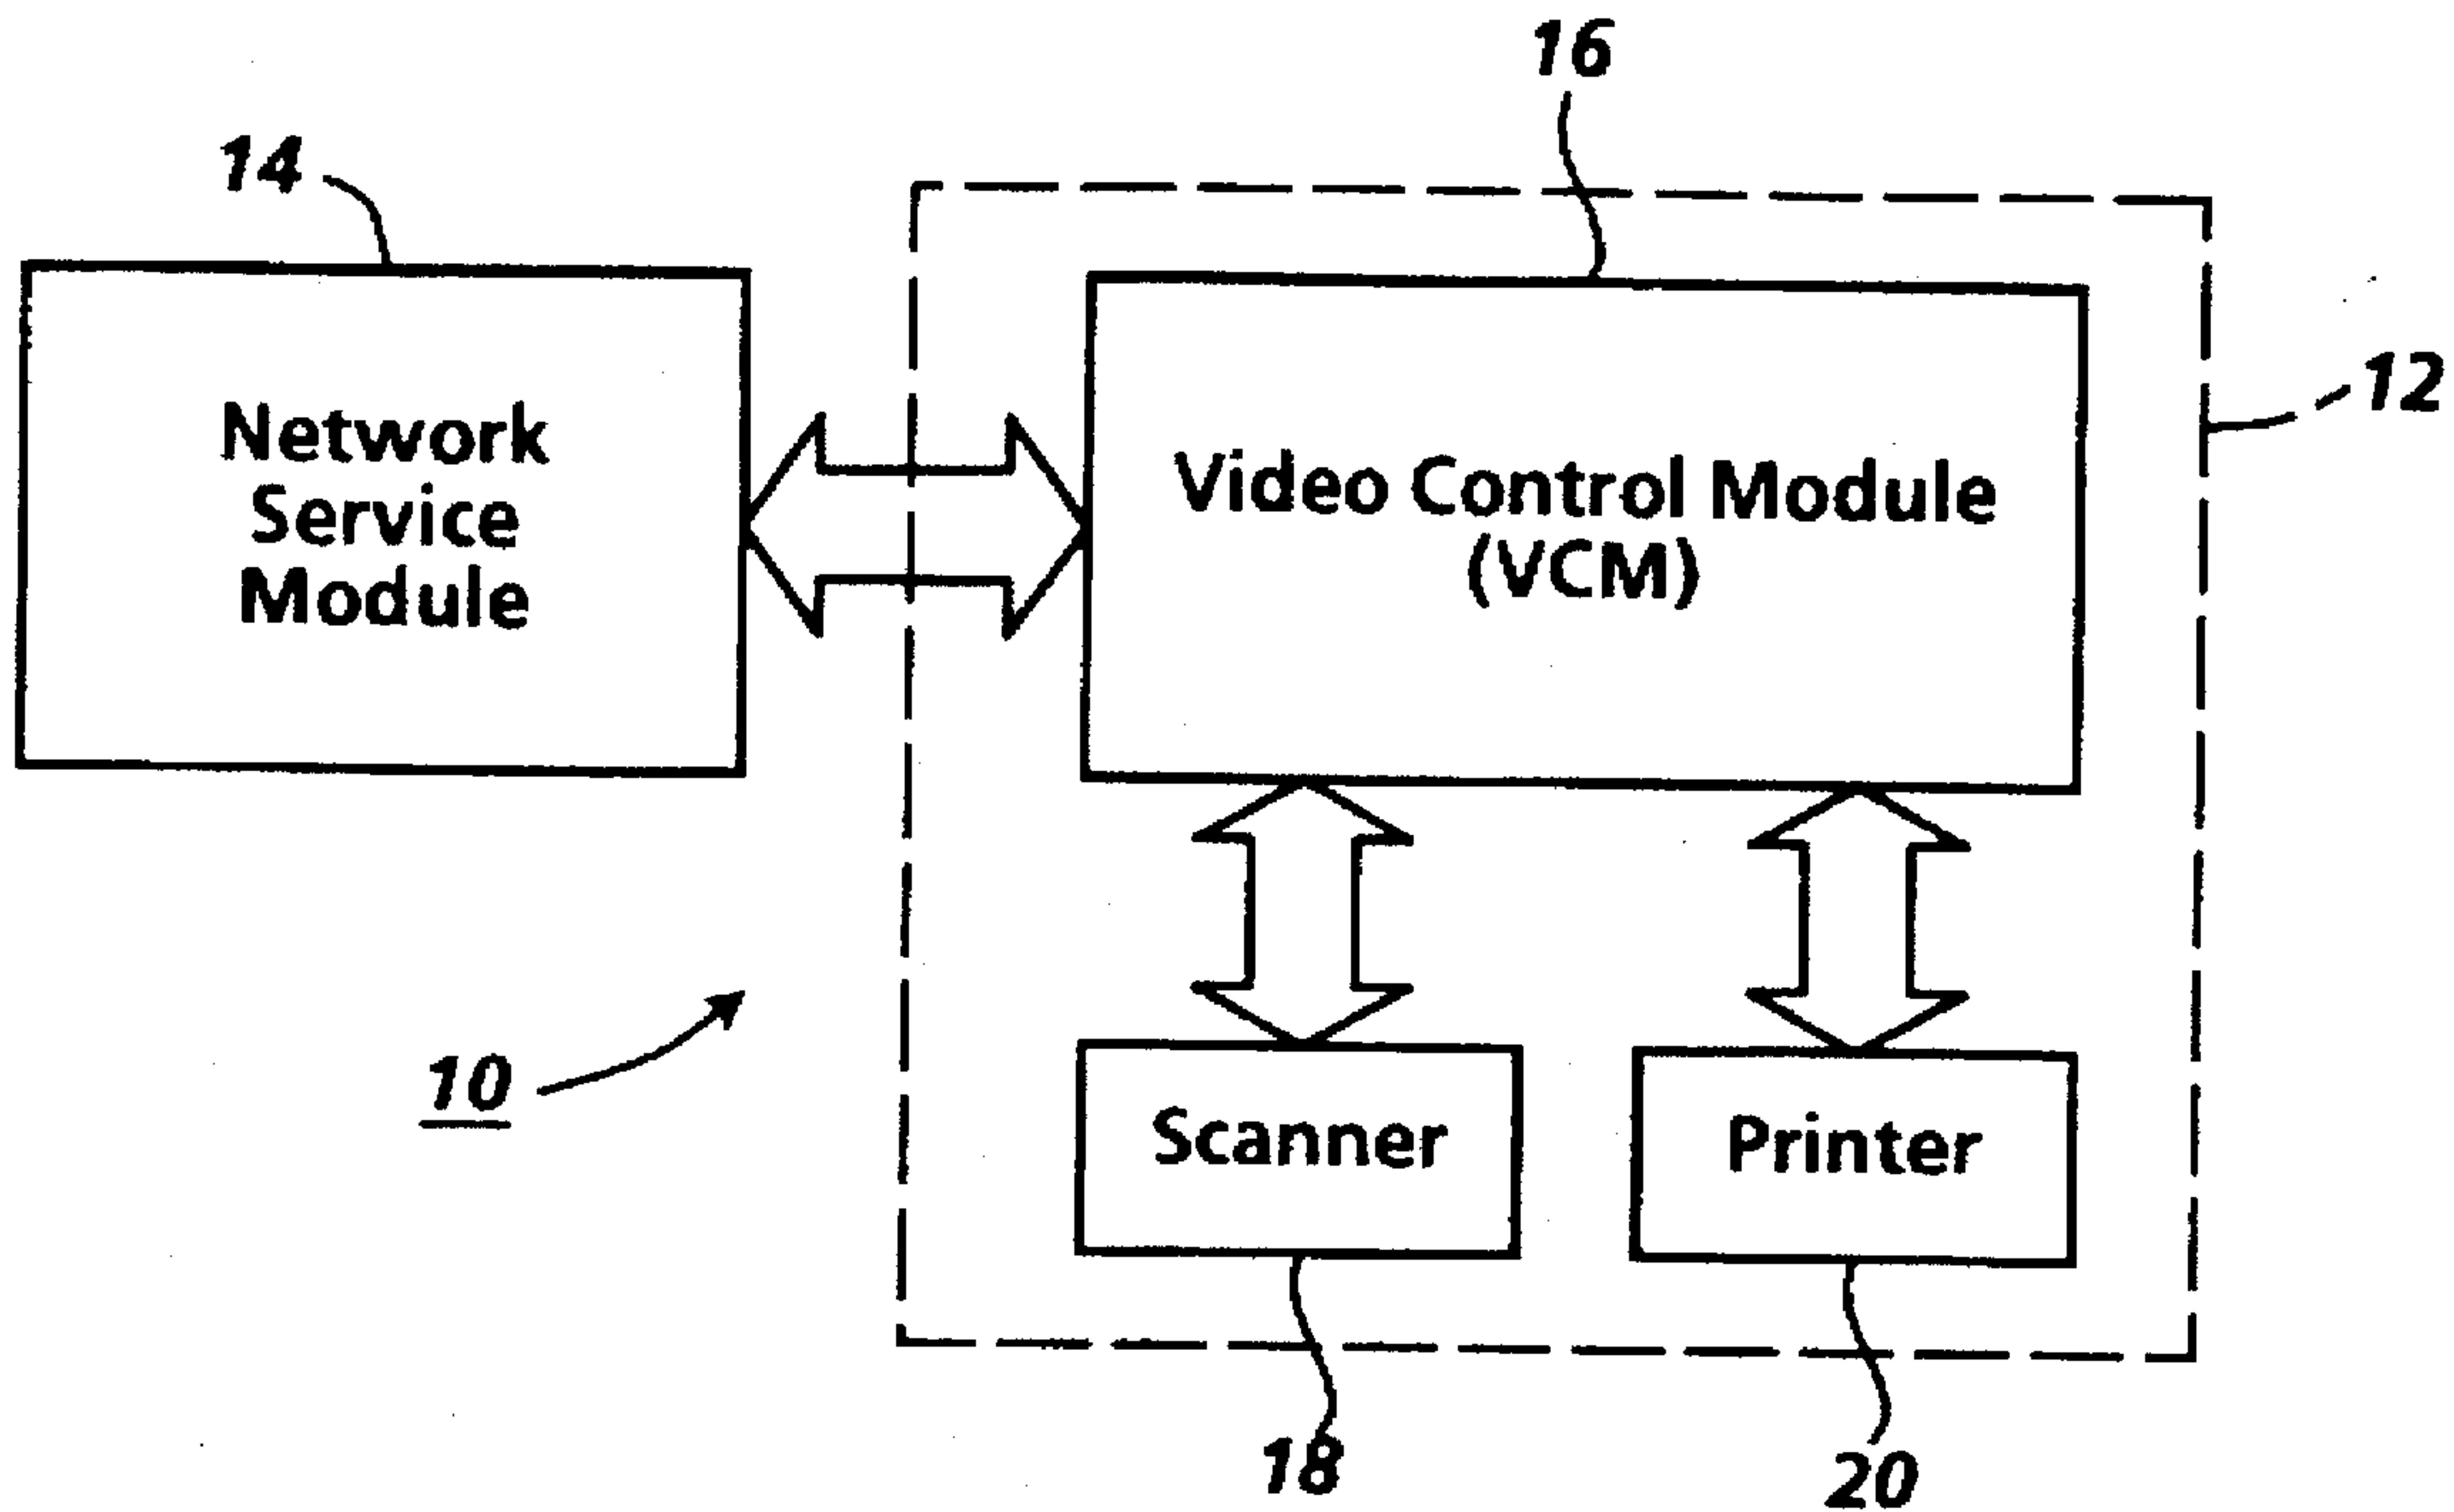 16
14
12
Network
Service
Module
Video Control Module
(VCM)
10
Scanner
Printer
18
20